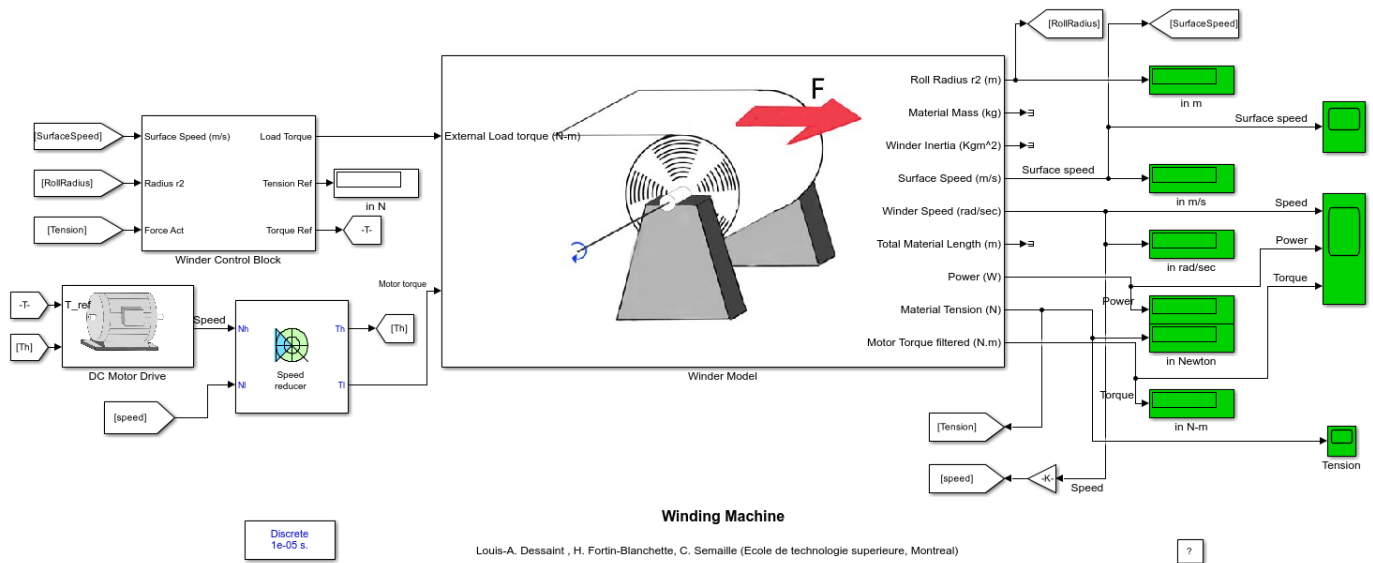 [RollRadius]
[SurfaceSpeed]
F
Roll Radius r2 (m)
in m
Material Mass (kg)
Surface speed
[SurfaceSpeed]
Surface Speed (m/s)
Load Torque
External Load torque (N-m)
Winder Inertia (Kgm^2)
[RollRadius]
Radius r2
Tension Ref
in N
Surface Speed (m/s)
Surface speed
in m/s
Winder Speed (rad/sec)
Speed
[Tension]
Force Act
Torque Ref
-T-
Winder Control Block
Total Material Length (m)
Power
in rad/sec
Power (W)
Torque
Motor torque
-T-
T_ref
Speed
Power
Material Tension (N)
[Th]
Nh
Th
[Th]
Speed
reducer
Motor Torque filtered (N.m)
in Newton
DC Motor Drive
Winder Model
Nl
Tl
Torque
[speed]
in N-m
[Tension]
Tension
[speed]
-K-
Speed
Winding Machine
Discrete
1e-05 s.
Louis-A. Dessaint , H. Fortin-Blanchette, C. Semaille (Ecole de technologie superieure, Montreal)
?